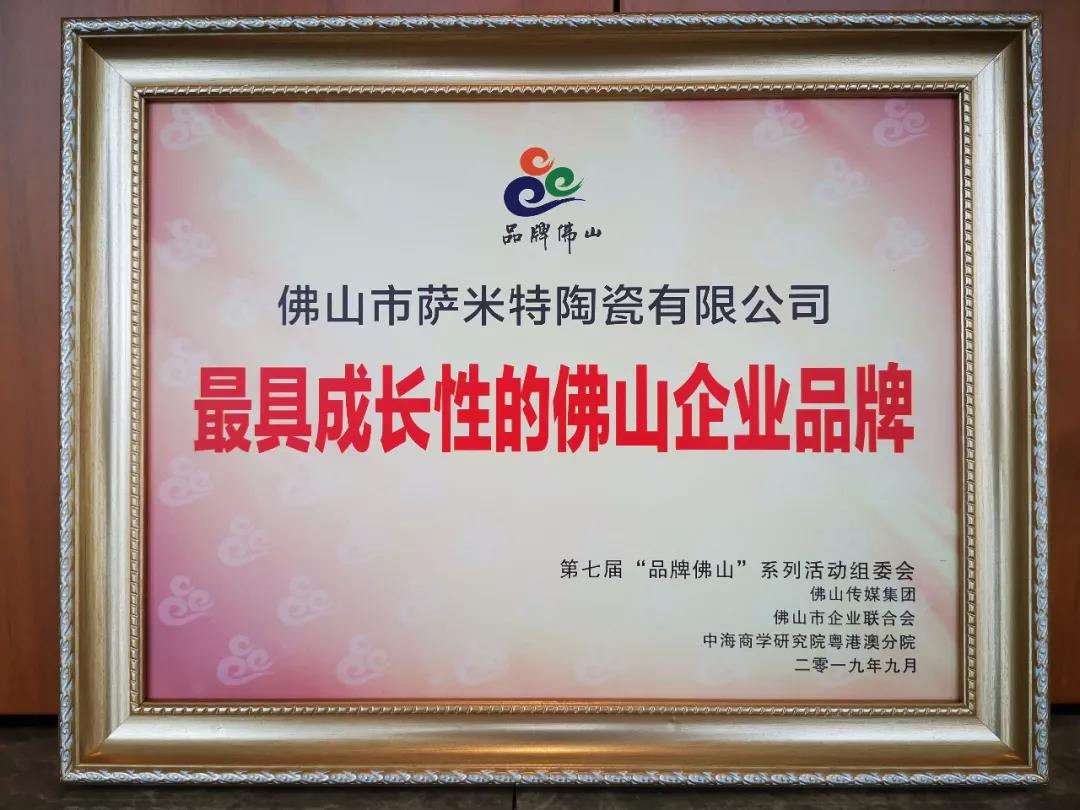 品牌佛山
佛山市萨米特陶瓷有限公司
最具成长性的佛山企业品牌
第七届“品牌佛山”系列活动组委会
佛山传媒集团
佛山市企业联合会
中海商学研究院粤港澳分院
二零一九年九月